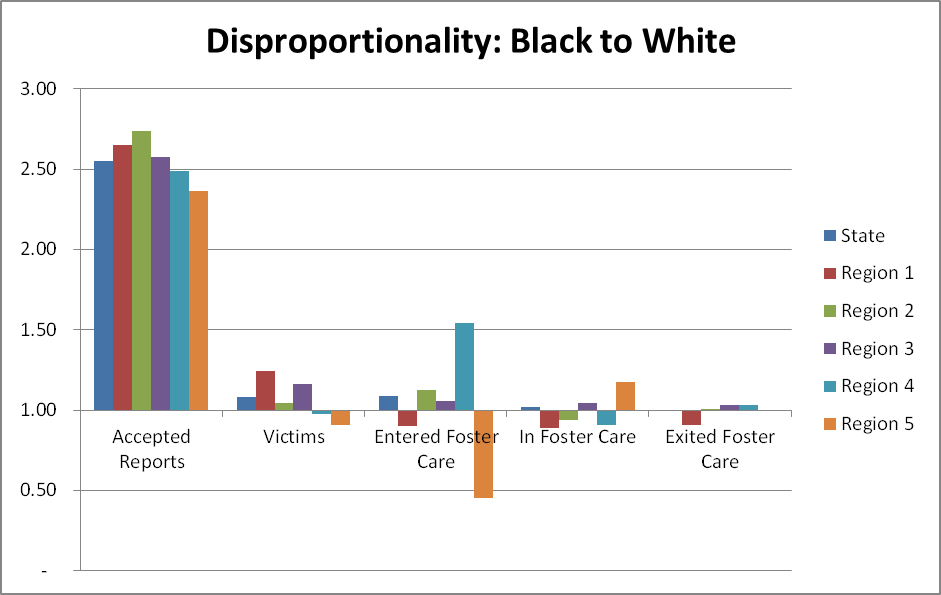 Disproportionality: Black to White
3.00
2.50
2.00
1.50
1.00
0.50
-
Accepted
Reports
Victims
Entered Foster
Care
In Foster Care
Exited Foster
Care
State
Region 1
Region 2
Region 3
Region 4
Region 5